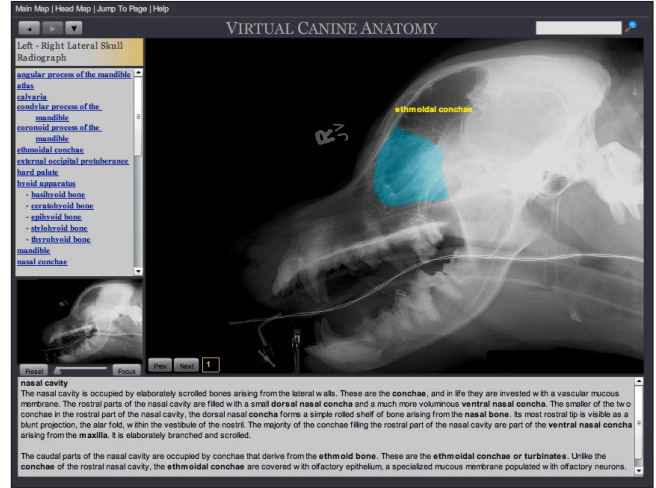 Main Map | Head Map | Jump To Page | Help
VIRTUAL CANINE ANATOMY
Left - Right Lateral Skull
Radiograph
angular process of the mandible
atlas
calvaria
condylar process of the
mandible
coronoid process of the
mandible
ethmoidal conchae
external occipital protuberance
hard palate
hyoid apparatus
- basihyoid bone
- ceratohyoid bone
- epihyoid bone
- stylohyoid bone
- thyrohyoid bone
mandible
nasal conchae
ethmoidal conchae
R
Reset
Focus
Prev
Next
1
nasal cavity
The nasal cavity is occupied by elaborately scrolled bones arising from the lateral walls. These are the conchae, and in life they are invested with a vascular mucous
membrane. The rostral parts of the nasal cavity are filled with a small dorsal nasal concha and a much more voluminous ventral nasal concha. The smaller of the two
conchae in the rostral part of the nasal cavity, the dorsal nasal concha forms a simple rolled shelf of bone arising from the nasal bone. Its most rostral tip is visible as a
blunt projection, the alar fold, within the vestibule of the nostril. The majority of the conchae filling the rostral part of the nasal cavity are part of the ventral nasal concha
arising from the maxilla. It is elaborately branched and scrolled.
The caudal parts of the nasal cavity are occupied by conchae that derive from the ethmoid bone. These are the ethmoidal conchae or turbinates. Unlike the
conchae of the rostral nasal cavity, the ethmoidal conchae are covered with olfactory epithelium, a specialized mucous membrane populated with olfactory neurons.